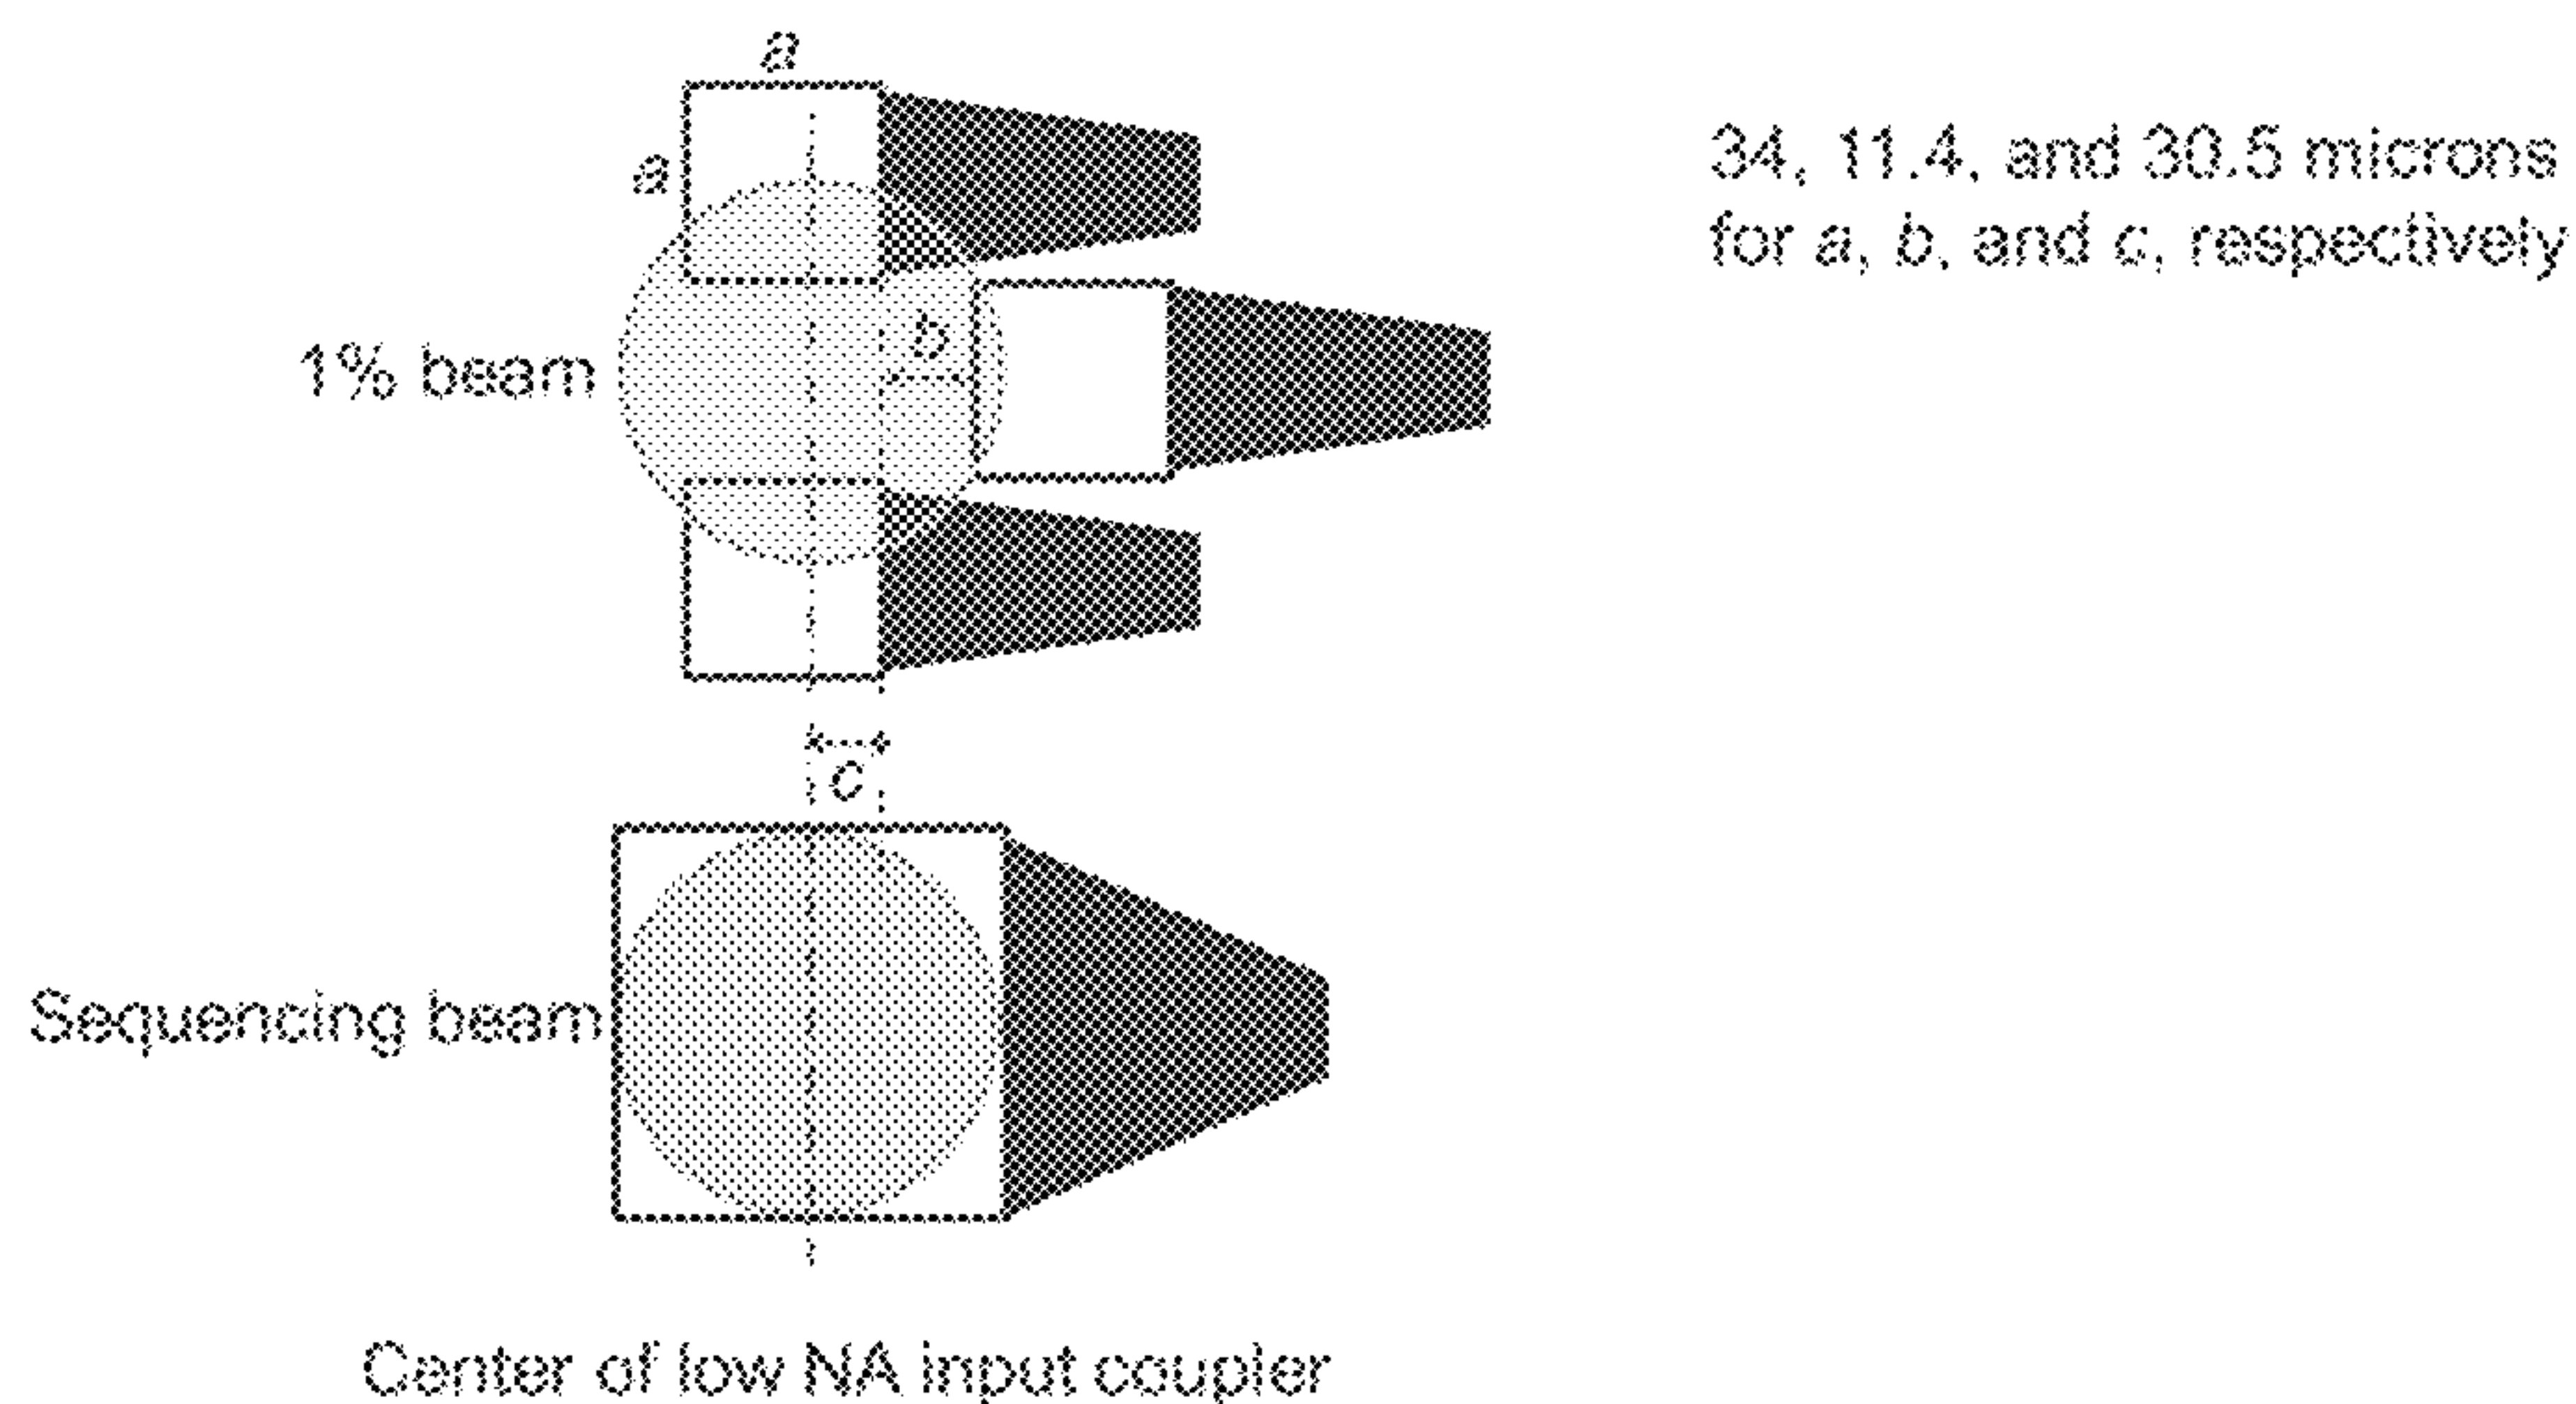 a
34, 11.4, and 30.5 microns
for a, b, and c, respectively
a
b
1% beam
c
Sequencing beam
Center of low NA input coupler